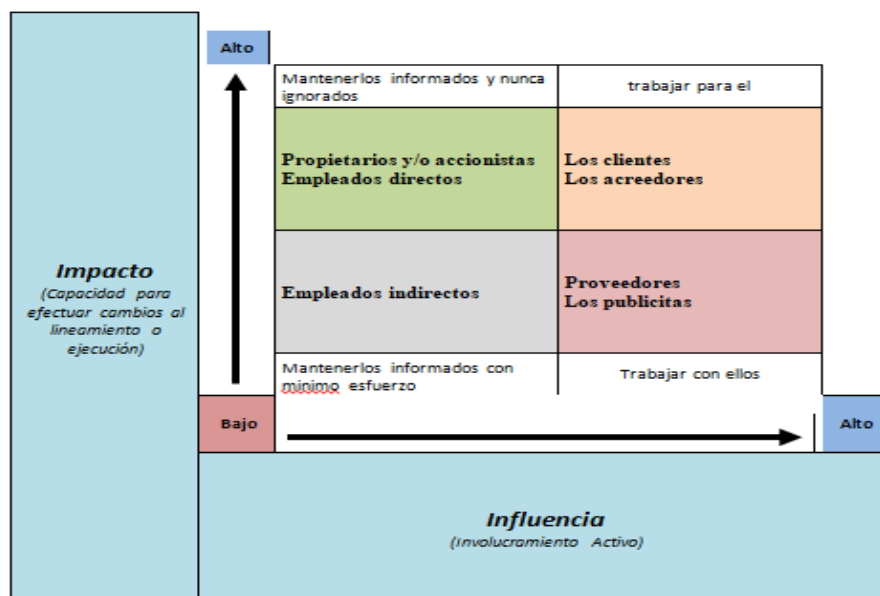 Alto
Mantenerlos informados y nunca
ignorados
trabajar para el
Propietarios y/o accionistas
Empleados directos
Los clientes
Los acreedores
Impacto
(Capacidad para
efectuar cambios al
lineamiento o
ejecución)
Empleados indirectos
Proveedores
Los publicitas
Mantenerlos informados con
minimo esfuerzo
Trabajar con ellos
Bajo
Alto
Influencia
(Involucramiento Activo)